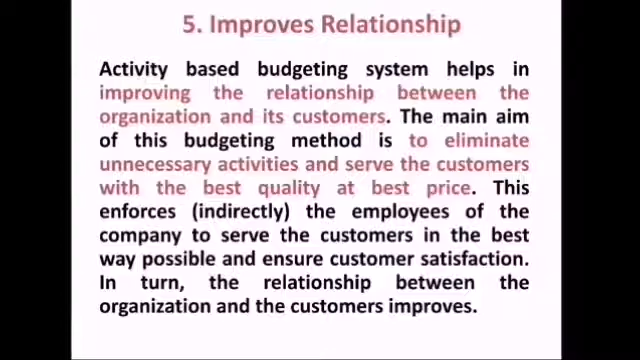 5. Improves Relationship
Activity based budgeting system helps in
improving the relationship between the
organization and its customers. The main aim
of this budgeting method is to eliminate
unnecessary activities and serve the customers
with the best quality at best price. This
enforces (indirectly) the employees of the
company to serve the customers in the best
way possible and ensure customer satisfaction.
In turn, the relationship between the
organization and the customers improves.